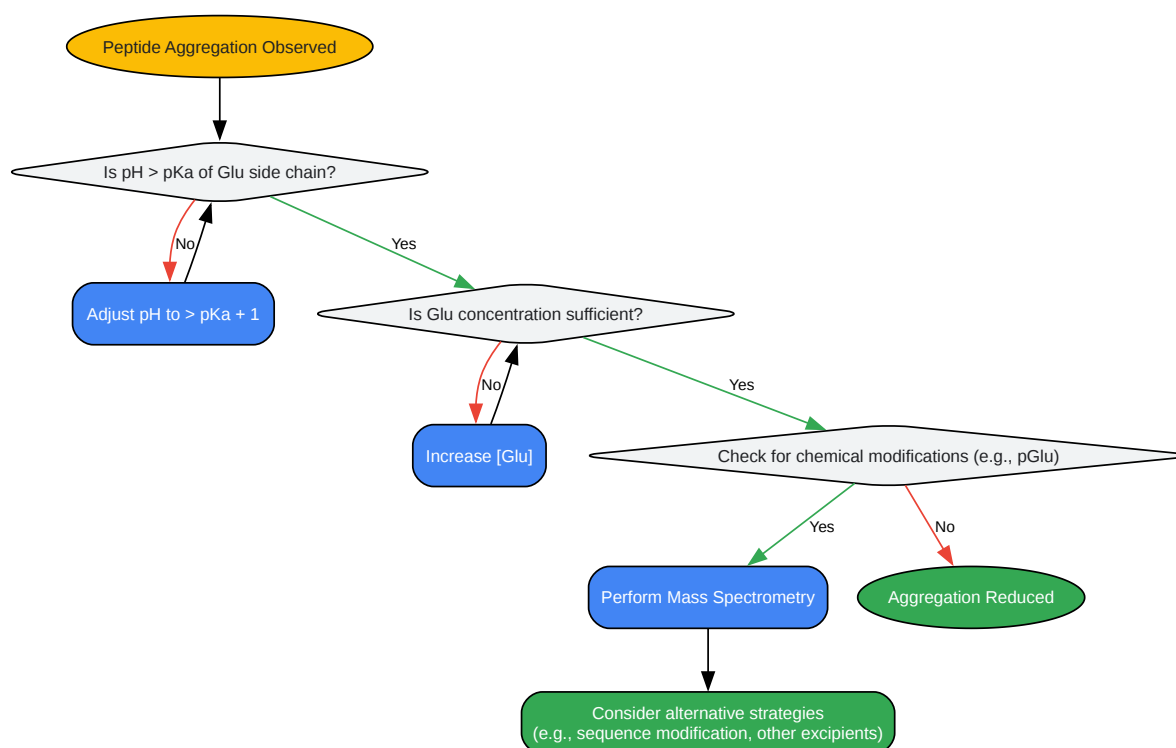 Peptide Aggregation Observed
Is pH > pKa of Glu side chain?
No
Yes
Adjust pH to > pKa + 1
Is Glu concentration sufficient?
No
Yes
Increase [Glu]
Check for chemical modifications (e.g., pGlu)
Yes
No
Perform Mass Spectrometry
Aggregation Reduced
Consider alternative strategies
(e.g., sequence modification, other excipients)